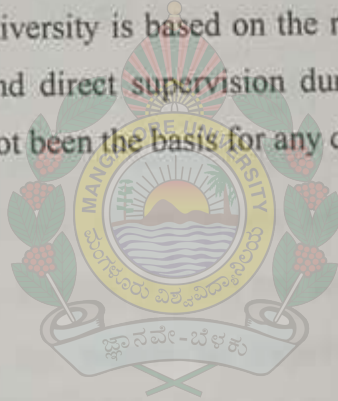 iversity is based on the r
nd direct supervision du
ot been the basis for any
MANGALORE UNIVERSITY
ಮಂಗಳೂರು ವಿಶ್ವವಿದ್ಯಾನಿಲಯ
ಜ್ಞಾನವೇ-ಬೆಳಕು